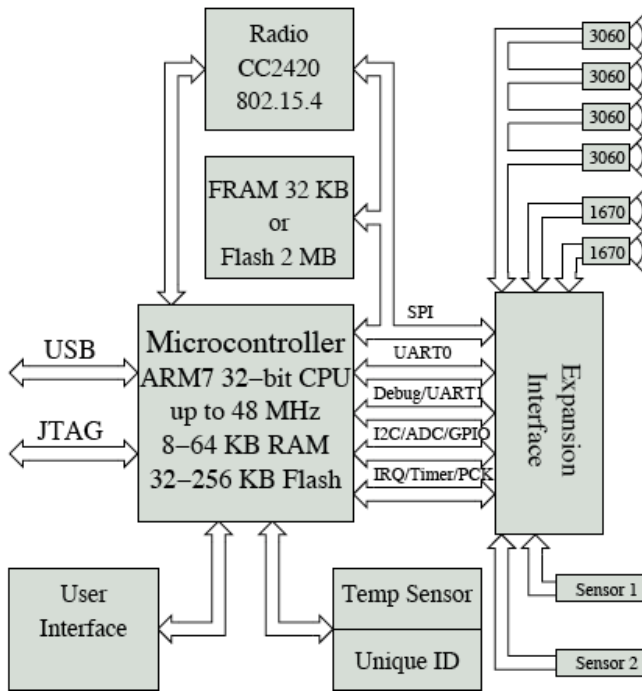 Radio
CC2420
802.15.4
3060
3060
3060
3060
1670
1670
FRAM 32 KB
or
Flash 2 MB
SPI
UART0
Debug/UART1
I2C/ADC/GPIO
IRQ/Timer/PCK
USB
JTAG
Microcontroller
ARM7 32–bit CPU
up to 48 MHz
8–64 KB RAM
32–256 KB Flash
Expansion
Interface
User
Interface
Temp Sensor
Unique ID
Sensor 1
Sensor 2